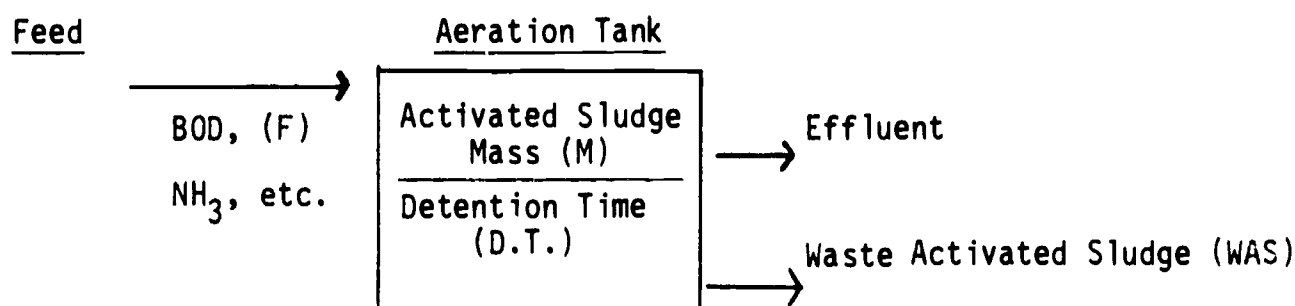 Feed
Aeration Tank
BOD, (F)
NH₃, etc.
Activated Sludge
Mass (M)
Detention Time
(D.T.)
Effluent
Waste Activated Sludge (WAS)